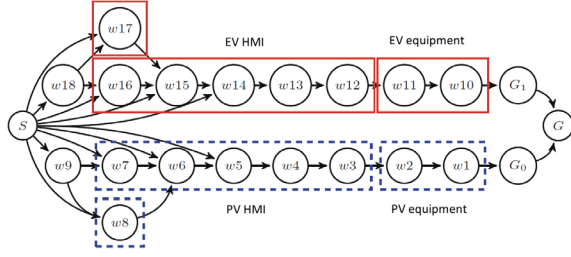 w17
EV HMI
EV equipment
w18 w16 w15 w14 w13 w12 w11 w10 G1
S G
w9 w7 w6 w5 w4 w3 w2 w1 G0
w8
PV HMI
PV equipment